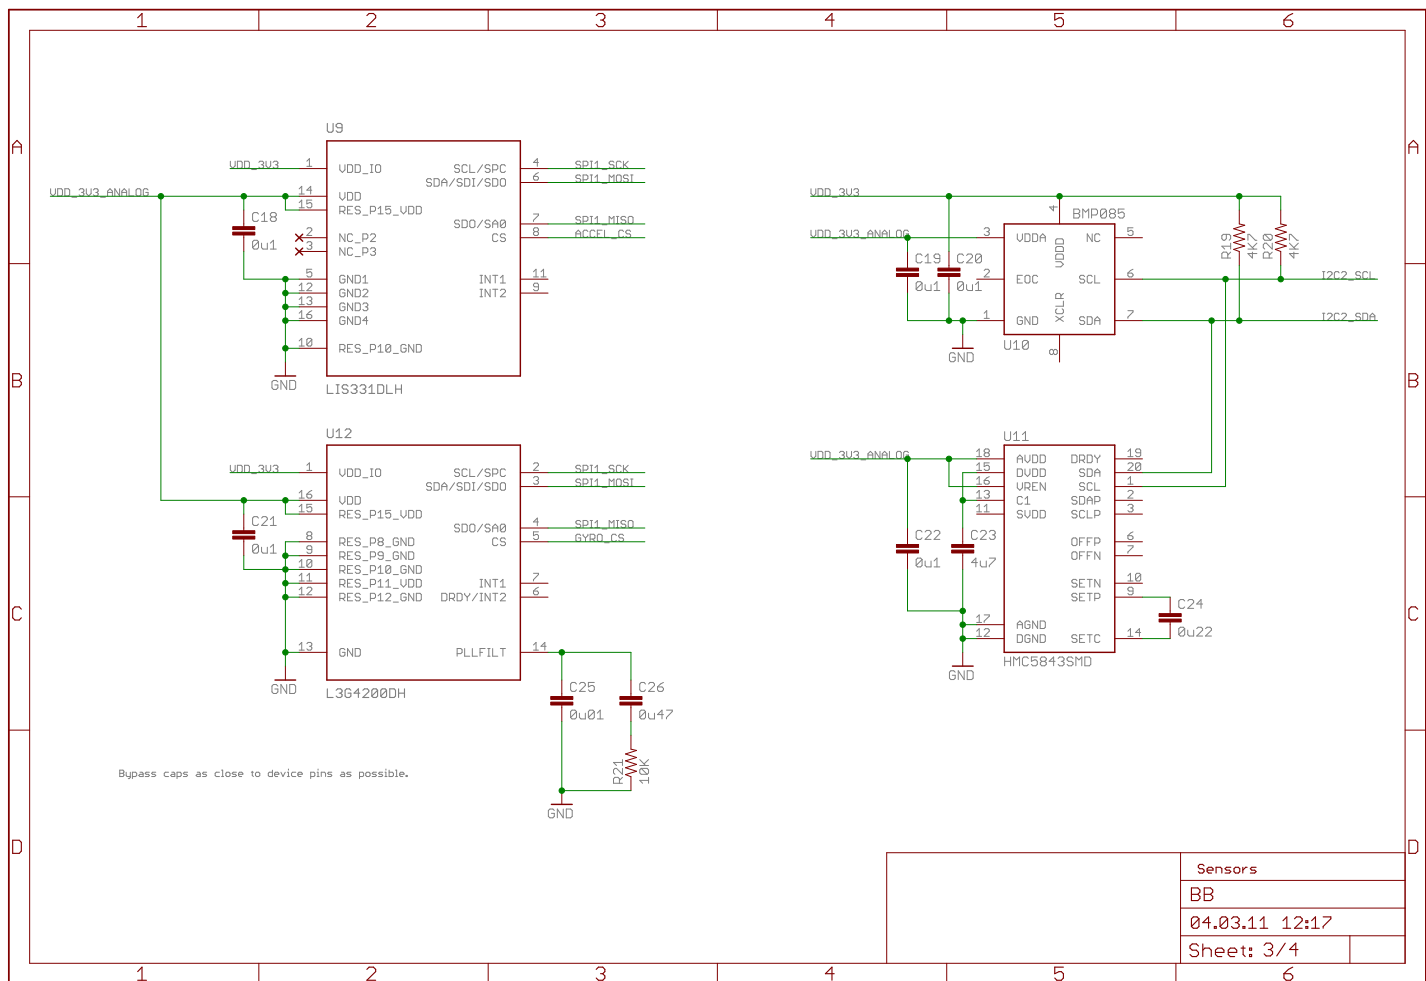 1 2 3 4 5 6
A A
B B
C C
D D
U9
VDD_3V3 1 VDD_IO SCL/SPC 4 SPI1_SCK
SDA/SDI/SDO 6 SPI1_MOSI
VDD_3V3_ANALOG 14 VDD
15 RES_P15_VDD
C18
0u1
SDO/SA0 7 SPI1_MISO
2 NC_P2 CS 8 ACCEL_CS
3 NC_P3
5 GND1 INT1 11
12 GND2 INT2 9
13 GND3
16 GND4
10 RES_P10_GND
GND
LIS331DLH
U12
VDD_3V3 1 VDD_IO SCL/SPC 2 SPI1_SCK
SDA/SDI/SDO 3 SPI1_MOSI
16 VDD
15 RES_P15_VDD
C21
0u1
SDO/SA0 4 SPI1_MISO
8 RES_P8_GND CS 5 GYRO_CS
9 RES_P9_GND
10 RES_P10_GND
11 RES_P11_VDD INT1 7
12 RES_P12_GND DRDY/INT2 6
13 GND PLLFILT 14
GND
L3G4200DH
C25
0u01
C26
0u47
R21
10K
GND
Bypass caps as close to device pins as possible.
VDD_3V3
4 BMP085
VDD_3V3_ANALOG 3 VDDA VDDD NC 5
R19
4K7
R20
4K7
C19
0u1
C20
0u1
2 EOC SCL 6 I2C2_SCL
1 GND XCLR SDA 7 I2C2_SDA
GND
U10
8
U11
VDD_3V3_ANALOG 18 AVDD DRDY 19
15 DVDD SDA 20
16 VREN SCL 1
13 C1 SDAP 2
11 SVDD SCLP 3
C22
0u1
C23
4u7
OFFP 6
OFFN 7
SETN 10
SETP 9
C24
0u22
17 AGND
12 DGND SETC 14
GND
HMC5843SMD
Sensors
BB
04.03.11 12:17
Sheet: 3/4
1 2 3 4 5 6